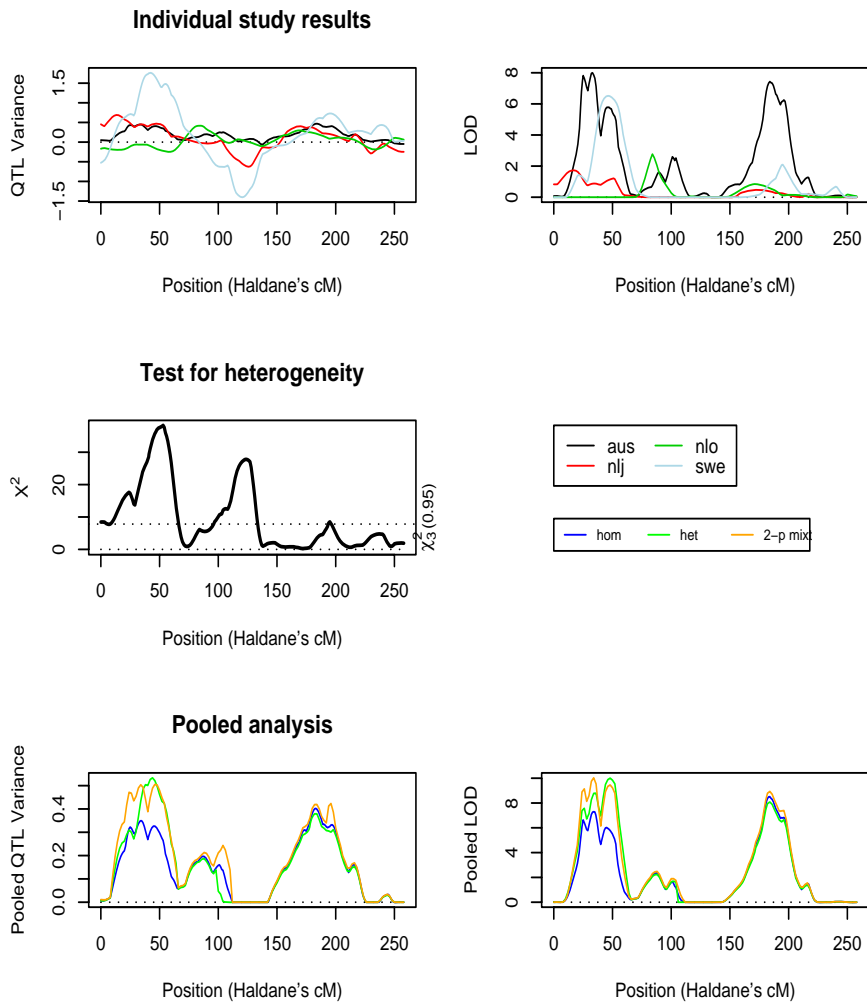 Individual study results
QTL Variance
−1.5 0.0 1.5
0 50 100 150 200 250
Position (Haldane's cM)
LOD
0 2 4 6 8
0 50 100 150 200 250
Position (Haldane's cM)
Test for heterogeneity
X²
0 20
χ²₃ (0.95)
0 50 100 150 200 250
Position (Haldane's cM)
aus nlo
nlj swe
hom het 2−p mixt
Pooled analysis
Pooled QTL Variance
0.0 0.2 0.4
0 50 100 150 200 250
Position (Haldane's cM)
Pooled LOD
0 4 8
0 50 100 150 200 250
Position (Haldane's cM)